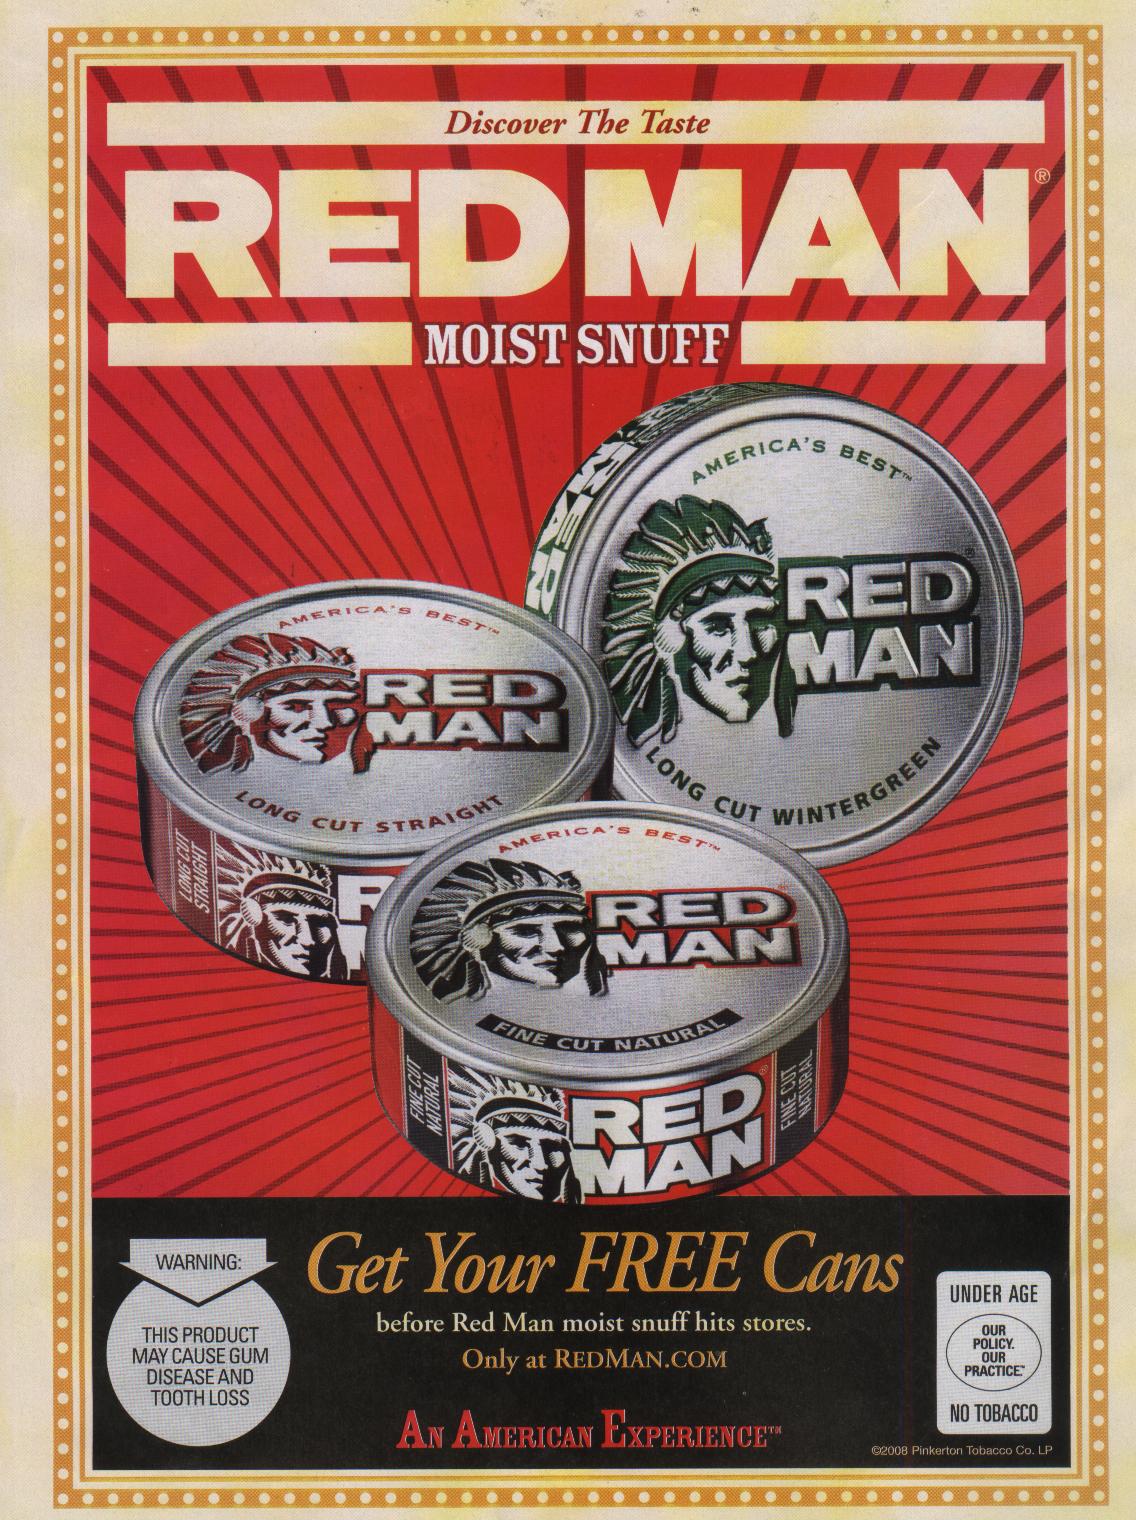 Discover The Taste
REDMAN®
MOIST SNUFF
AMERICA'S BEST™
RED
MAN®
LONG CUT WINTERGREEN
RED
MAN
AMERICA'S BEST™
RED
MAN
LONG CUT STRAIGHT
LONG CUT
STRAIGHT
R
M
AMERICA'S BEST™
RED
MAN
FINE CUT NATURAL
FINE CUT
NATURAL
RED®
MAN
FINE CUT
NATURAL
WARNING:
THIS PRODUCT
MAY CAUSE GUM
DISEASE AND
TOOTH LOSS
Get Your FREE Cans
before Red Man moist snuff hits stores.
Only at REDMAN.COM
AN AMERICAN EXPERIENCE™
UNDER AGE
OUR
POLICY.
OUR
PRACTICE.™
NO TOBACCO
©2008 Pinkerton Tobacco Co. LP